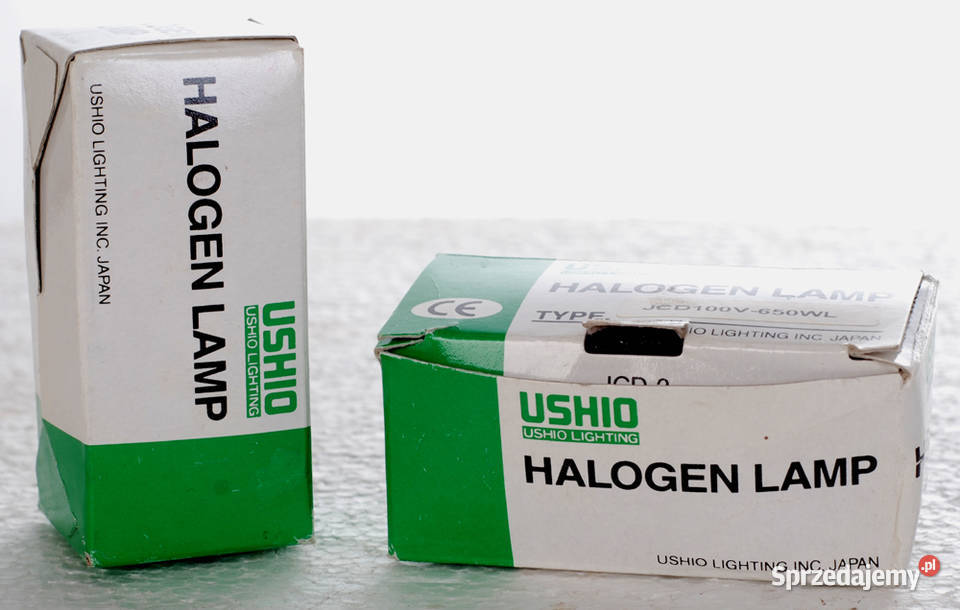 HALOGEN LAMP
USHIO LIGHTING INC. JAPAN
USHIO
USHIO LIGHTING
CE
HALOGEN LAMP
TYPE. JCD100V-650WL
USHIO LIGHTING INC. JAPAN
USHIO
USHIO LIGHTING
HALOGEN LAMP
USHIO LIGHTING INC. JAPAN
Sprzedajemy.pl